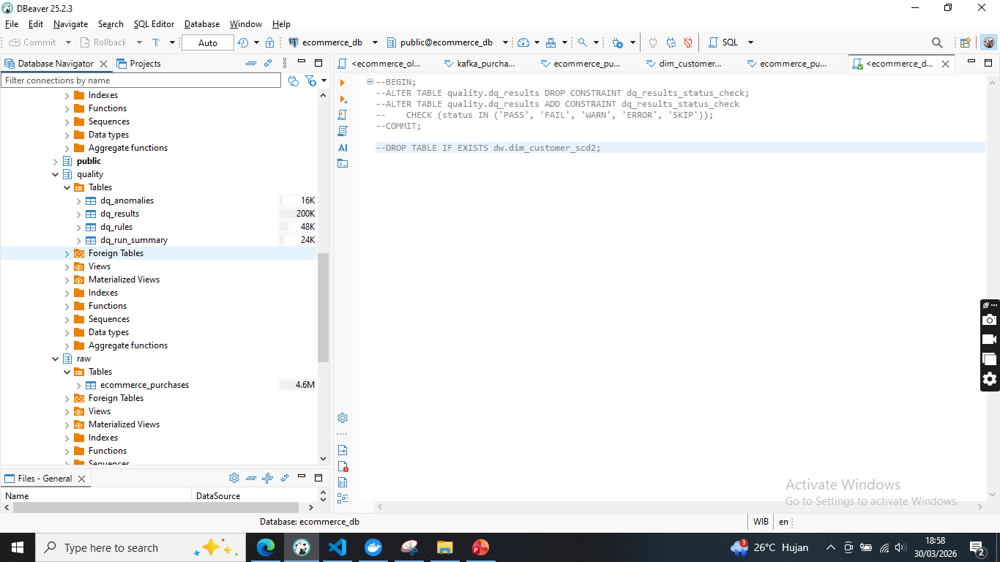 DBeaver 25.2.3
File Edit Navigate Search SQL Editor Database Window Help
Commit Rollback T Auto ecommerce_db public@ecommerce_db SQL
Database Navigator Projects
Filter connections by name
Indexes
Functions
Sequences
Data types
Aggregate functions
public
quality
Tables
dq_anomalies 16K
dq_results 200K
dq_rules 48K
dq_run_summary 24K
Foreign Tables
Views
Materialized Views
Indexes
Functions
Sequences
Data types
Aggregate functions
raw
Tables
ecommerce_purchases 4.6M
Foreign Tables
Views
Materialized Views
Indexes
Functions
Sequences
Files - General
Name DataSource
<ecommerce_ol... kafka_purcha... ecommerce_pu... dim_customer... ecommerce_pu... <ecommerce_d...
AI
--BEGIN;
--ALTER TABLE quality.dq_results DROP CONSTRAINT dq_results_status_check;
--ALTER TABLE quality.dq_results ADD CONSTRAINT dq_results_status_check
--    CHECK (status IN ('PASS', 'FAIL', 'WARN', 'ERROR', 'SKIP'));
--COMMIT;
--DROP TABLE IF EXISTS dw.dim_customer_scd2;
Activate Windows
Go to Settings to activate Windows.
Database: ecommerce_db WIB en
Type here to search
3 26°C Hujan 18:58
30/03/2026 2